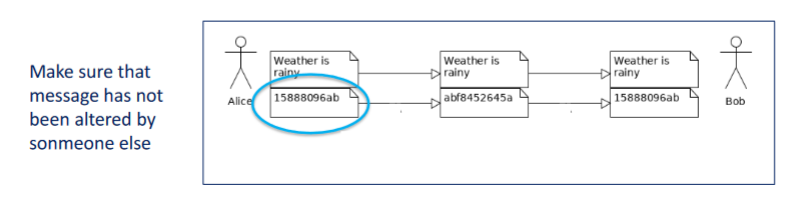 Make sure that
message has not
been altered by
sonmeone else
Weather is
rainy
Weather is
rainy
Weather is
rainy
Alice
15888096ab
abf8452645a
15888096ab
Bob